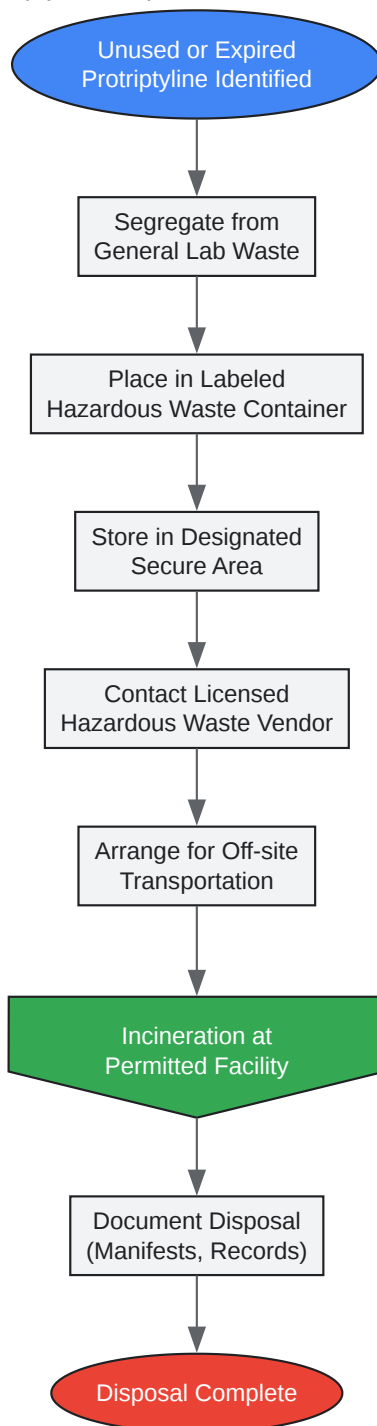 Unused or Expired
Protriptyline Identified
Segregate from
General Lab Waste
Place in Labeled
Hazardous Waste Container
Store in Designated
Secure Area
Contact Licensed
Hazardous Waste Vendor
Arrange for Off-site
Transportation
Incineration at
Permitted Facility
Document Disposal
(Manifests, Records)
Disposal Complete